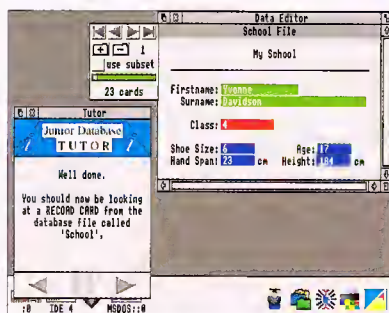 Data Editor
School File
My School
Firstname: Yvonne
Surname: Davidson
Class: 4
Shoe Size: 6 Age: 17
Hand Span: 23 cm Height: 184 cm
1
use subset
23 cards
Tutor
Junior Database
TUTOR
Well done.
You should now be looking
at a RECORD CARD from the
database file called
'School',
:0 IDE 4 MSDOS::0